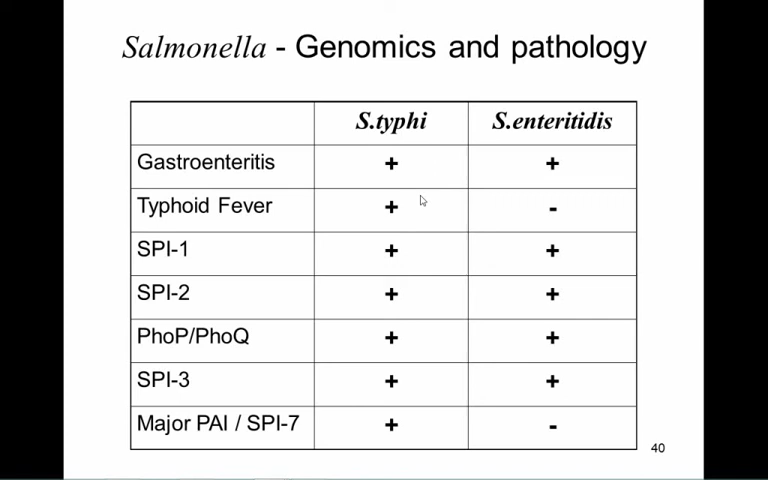 Salmonella - Genomics and pathology
S.typhi S.enteritidis
Gastroenteritis + +
Typhoid Fever + -
SPI-1 + +
SPI-2 + +
PhoP/PhoQ + +
SPI-3 + +
Major PAI / SPI-7 + -
40